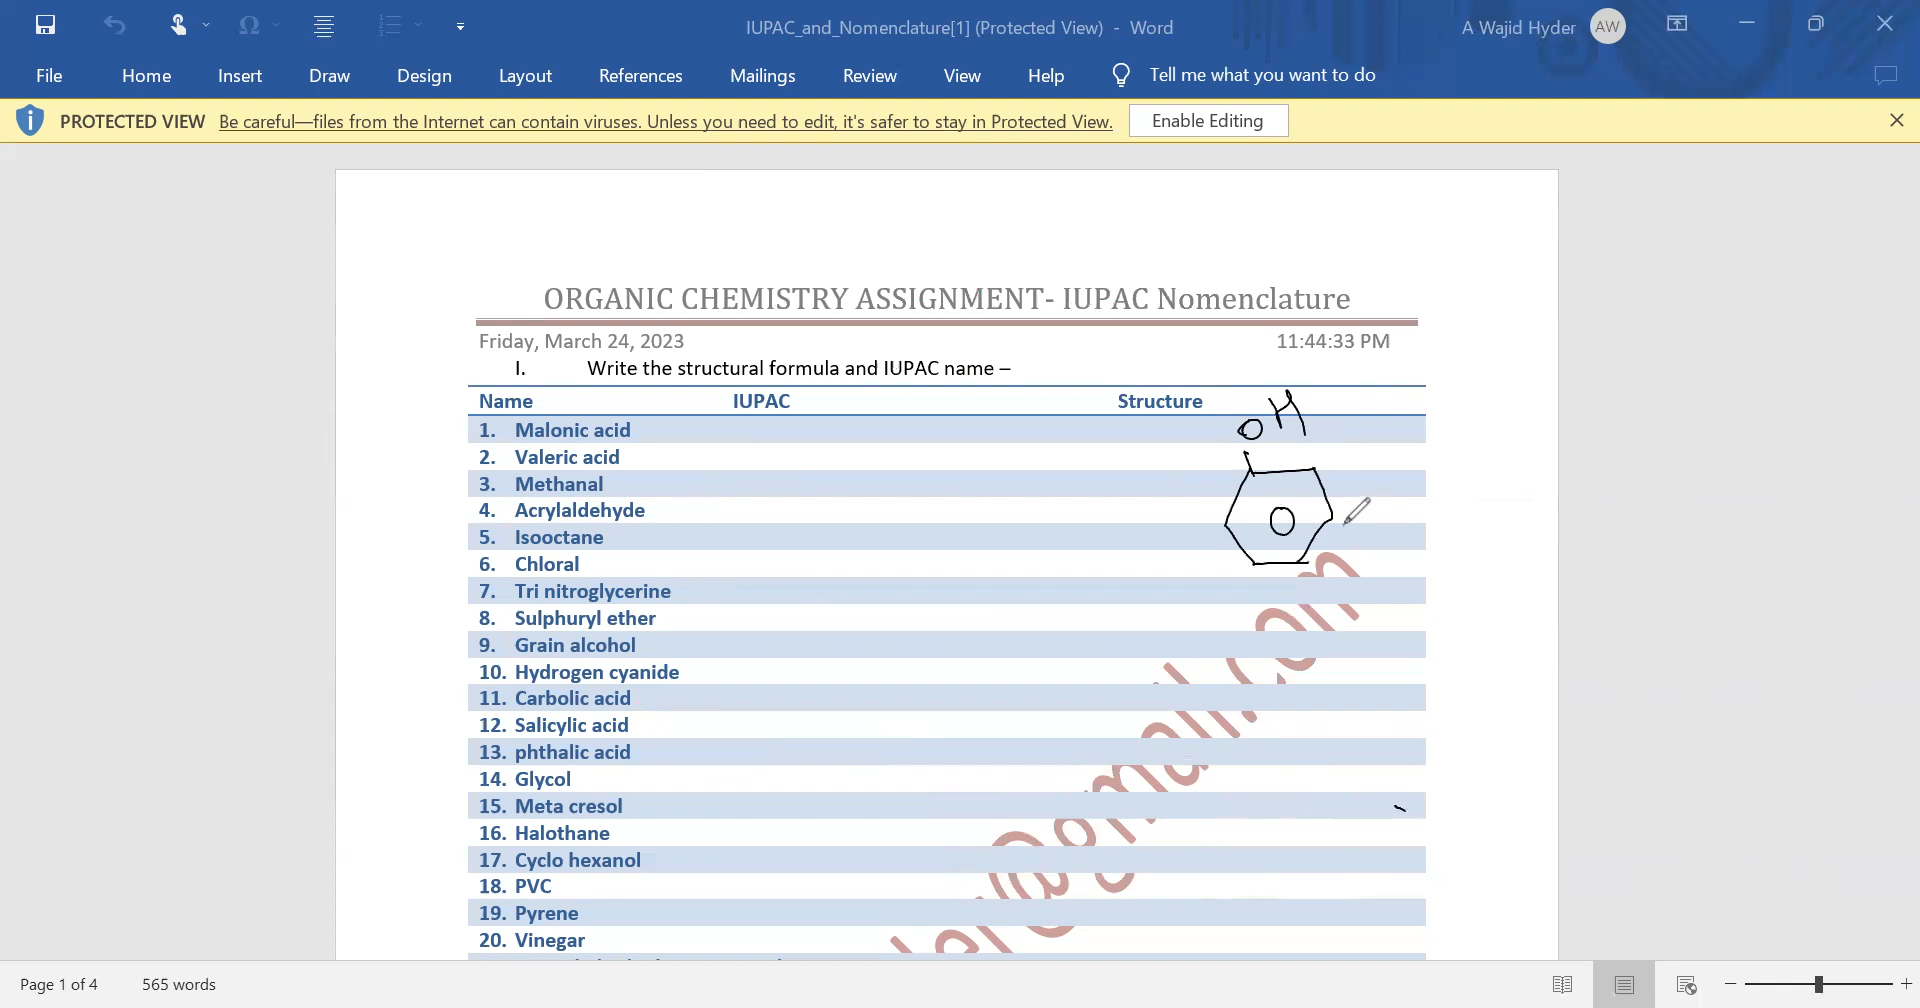 IUPAC_and_Nomenclature[1] (Protected View) - Word
A Wajid Hyder AW
File Home Insert Draw Design Layout References Mailings Review View Help Tell me what you want to do
PROTECTED VIEW Be careful—files from the Internet can contain viruses. Unless you need to edit, it's safer to stay in Protected View. Enable Editing
ORGANIC CHEMISTRY ASSIGNMENT- IUPAC Nomenclature
Friday, March 24, 2023 11:44:33 PM
I. Write the structural formula and IUPAC name –
Name IUPAC Structure
OH
1. Malonic acid
2. Valeric acid
3. Methanal
4. Acrylaldehyde
5. Isooctane
6. Chloral
7. Tri nitroglycerine
8. Sulphuryl ether
9. Grain alcohol
10. Hydrogen cyanide
11. Carbolic acid
12. Salicylic acid
13. phthalic acid
14. Glycol
15. Meta cresol
16. Halothane
17. Cyclo hexanol
18. PVC
19. Pyrene
20. Vinegar
@gmail.com
Page 1 of 4 565 words